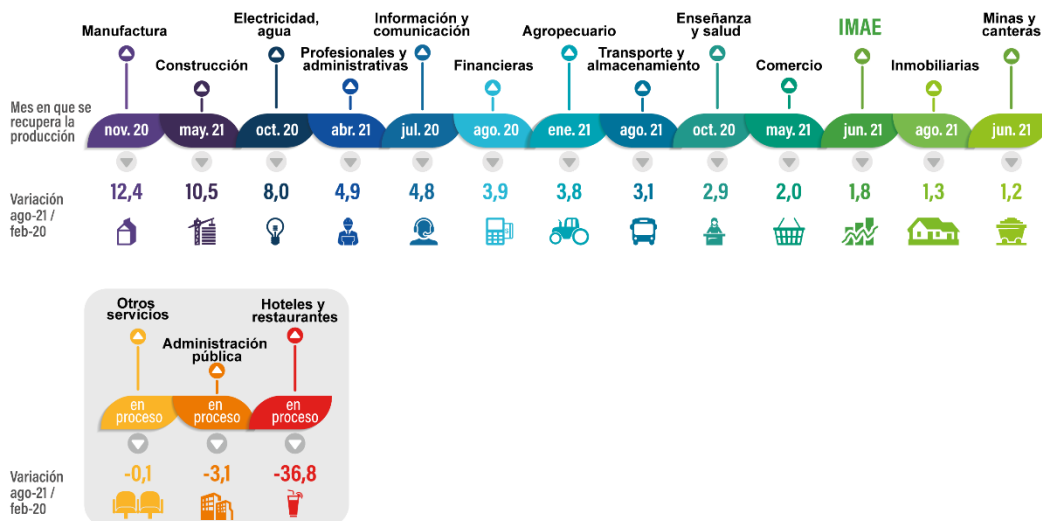 Manufactura
Construcción
Electricidad,
agua
Profesionales y
administrativas
Información y
comunicación
Financieras
Agropecuario
Transporte y
almacenamiento
Enseñanza
y salud
Comercio
IMAE
Inmobiliarias
Minas y
canteras
Mes en que se
recupera la
producción
nov. 20
may. 21
oct. 20
abr. 21
jul. 20
ago. 20
ene. 21
ago. 21
oct. 20
may. 21
jun. 21
ago. 21
jun. 21
Variación
ago-21 /
feb-20
12,4
10,5
8,0
4,9
4,8
3,9
3,8
3,1
2,9
2,0
1,8
1,3
1,2
Otros
servicios
Administración
pública
Hoteles y
restaurantes
en
proceso
en
proceso
en
proceso
Variación
ago-21 /
feb-20
-0,1
-3,1
-36,8